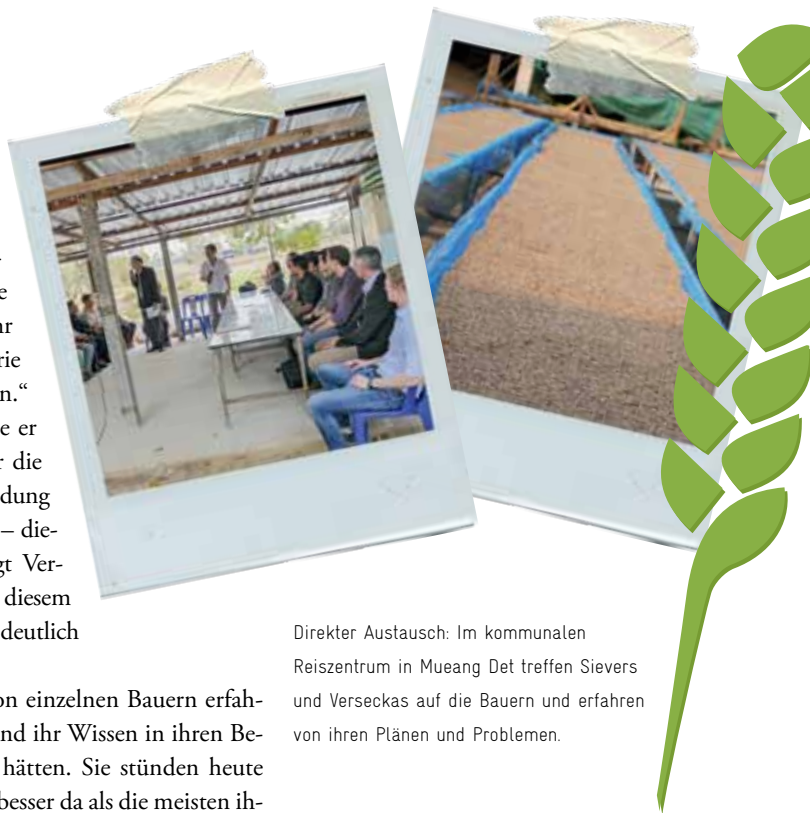 -
e
hr
rie
n.“
e er
r die
dung
– die-
gt Ver-
diesem
deutlich
on einzelnen Bauern erfah-
nd ihr Wissen in ihren Be-
hätten. Sie stünden heute
besser da als die meisten ih-
Direkter Austausch: Im kommunalen
Reiszentrum in Mueang Det treffen Sievers
und Verseckas auf die Bauern und erfahren
von ihren Plänen und Problemen.